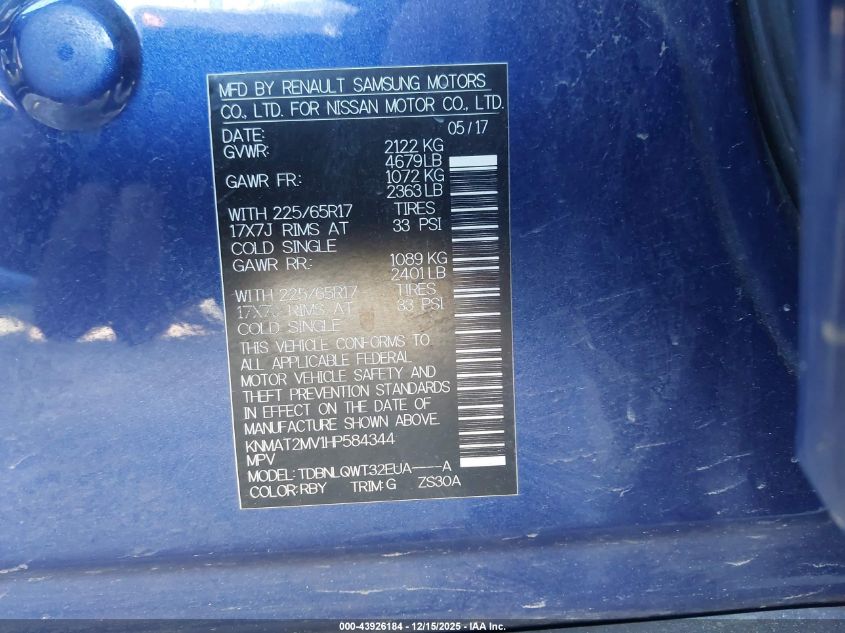 MFD BY RENAULT SAMSUNG MOTORS
CO., LTD. FOR NISSAN MOTOR CO., LTD.
DATE: 05/17
GVWR: 2122 KG
4679LB
GAWR FR: 1072 KG
2363LB
WITH 225/65R17 TIRES
17X7J RIMS AT 33 PSI
COLD SINGLE
GAWR RR: 1089 KG
2401LB
WITH 225/65R17 TIRES
17X7J RIMS AT 33 PSI
COLD SINGLE
THIS VEHICLE CONFORMS TO
ALL APPLICABLE FEDERAL
MOTOR VEHICLE SAFETY AND
THEFT PREVENTION STANDARDS
IN EFFECT ON THE DATE OF
MANUFACTURE SHOWN ABOVE.
KNMAT2MV1HP584344
MPV
MODEL: TDBNLQWT32EUA----A
COLOR:RBY TRIM:G ZS30A
000-43926184 - 12/15/2025 - IAA Inc.